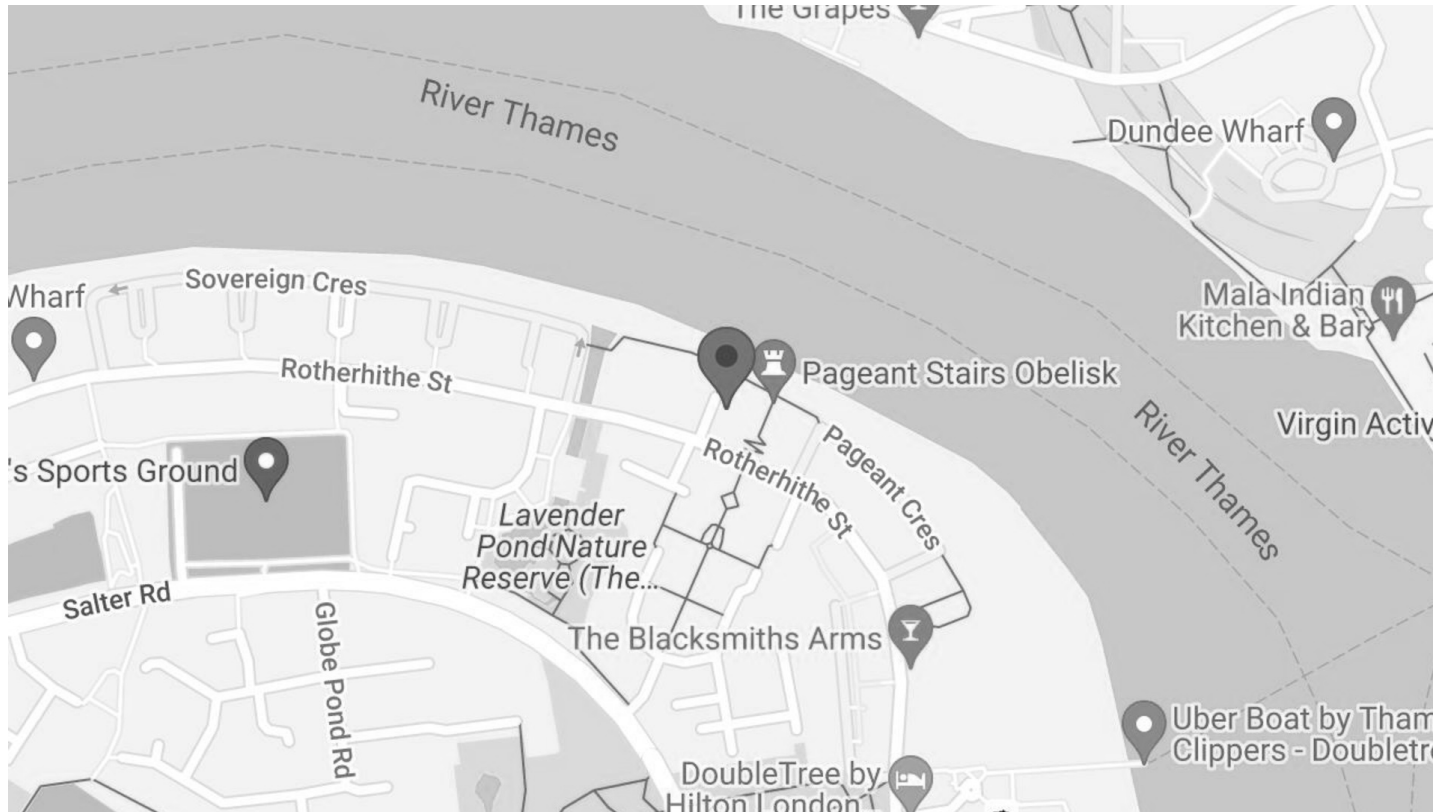 The Grapes
River Thames
Dundee Wharf
Sovereign Cres
Wharf
Mala Indian
Kitchen & Bar
Rotherhithe St
Pageant Stairs Obelisk
Virgin Activ
's Sports Ground
Rotherhithe St
Pageant Cres
River Thames
Lavender
Pond Nature
Reserve (The...
Salter Rd
Globe Pond Rd
The Blacksmiths Arms
Uber Boat by Tham
Clippers - Doubletre
DoubleTree by
Hilton London